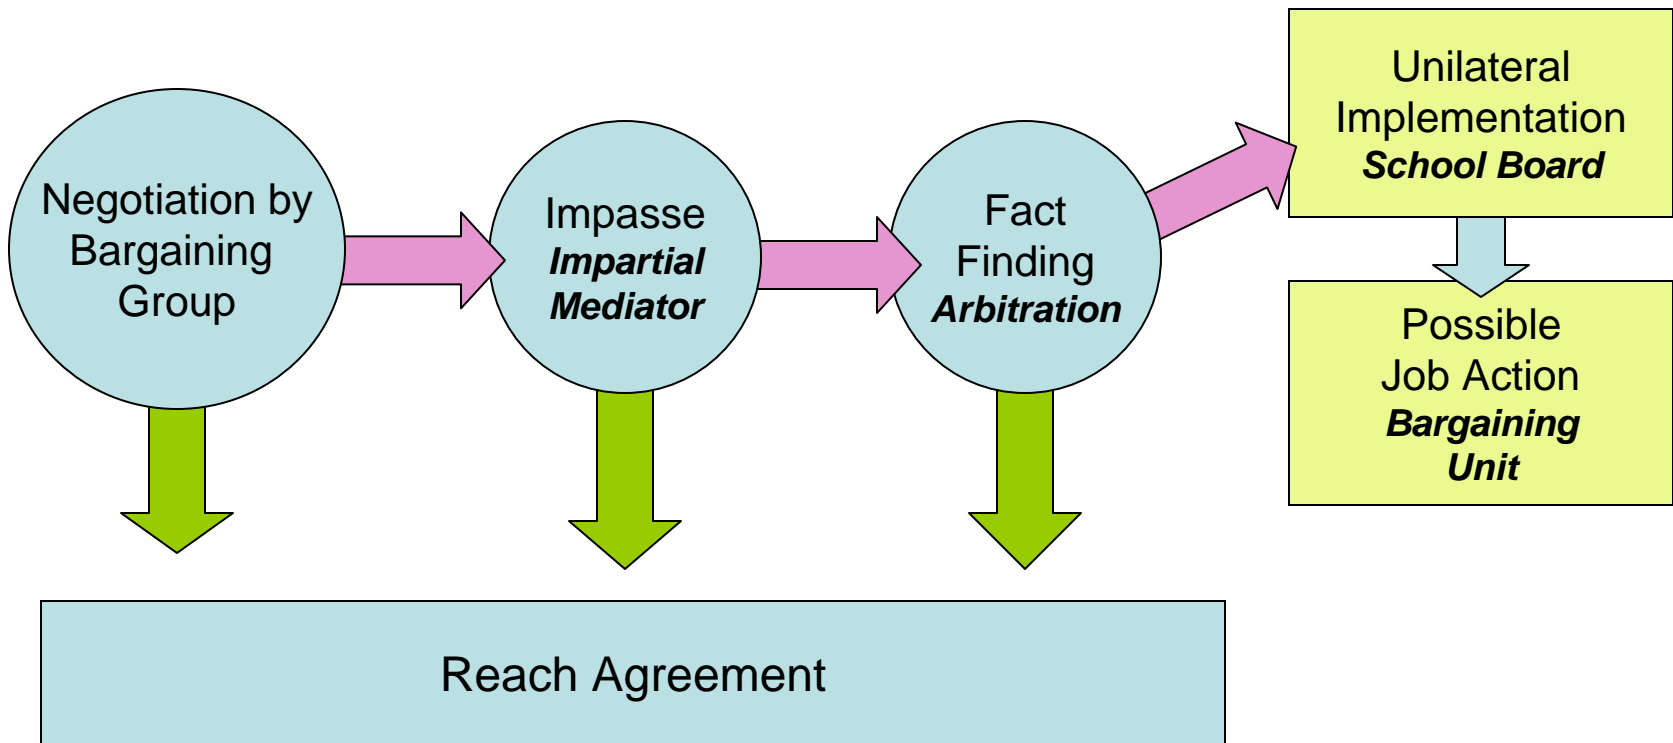 Negotiation by
Bargaining
Group
Impasse
Impartial
Mediator
Fact
Finding
Arbitration
Unilateral
Implementation
School Board
Possible
Job Action
Bargaining
Unit
Reach Agreement